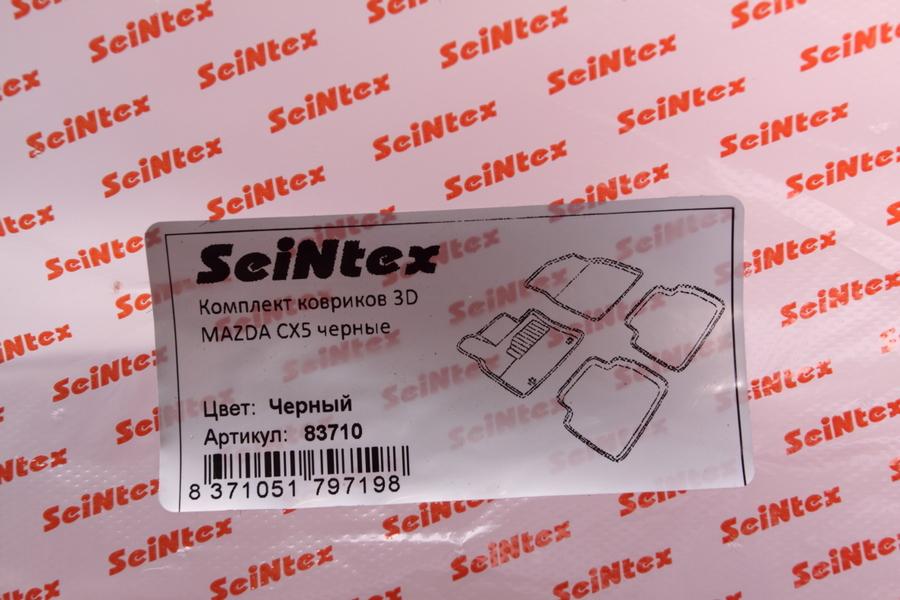 SeiNtex
Комплект ковриков 3D
MAZDA CX5 черные
Цвет: Черный
Артикул: 83710
8 371051 797198